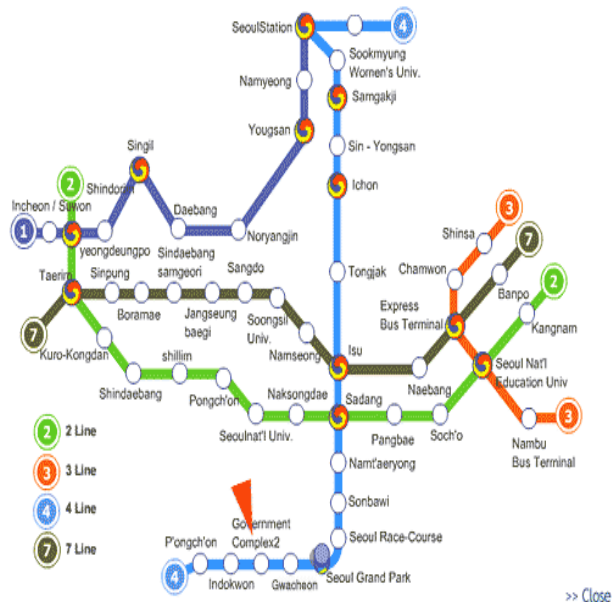 SeoulStation
4
Sookmyung
Women's Univ.
Namyeong
Samgakji
Yougsan
Sin - Yongsan
Singil
Ichon
2
Shindorim
Incheon / Suwon
Daebang
1
yeongdeungpo
Noryangjin
Sindaebang
samgeori
3
Shinsa
7
Taerim
Sinpung
Sangdo
Tongjak
Chamwon
2
Boramae
Jangseung
baegi
Soongsil
Univ.
Express
Bus Terminal
Banpo
Kangnam
7
Kuro-Kongdan
shillim
Namseong
Isu
Seoul Nat'l
Education Univ
Shindaebang
Pongch'on
Naksongdae
Sadang
Naebang
3
Seoulnat'l Univ.
Pangbae
Soch'o
Nambu
Bus Terminal
2 2 Line
3 3 Line
4 4 Line
7 7 Line
Namt'aeryong
Sonbawi
Government
Complex2
Seoul Race-Course
P'ongch'on
4
Indokwon
Gwacheon
Seoul Grand Park
>> Close